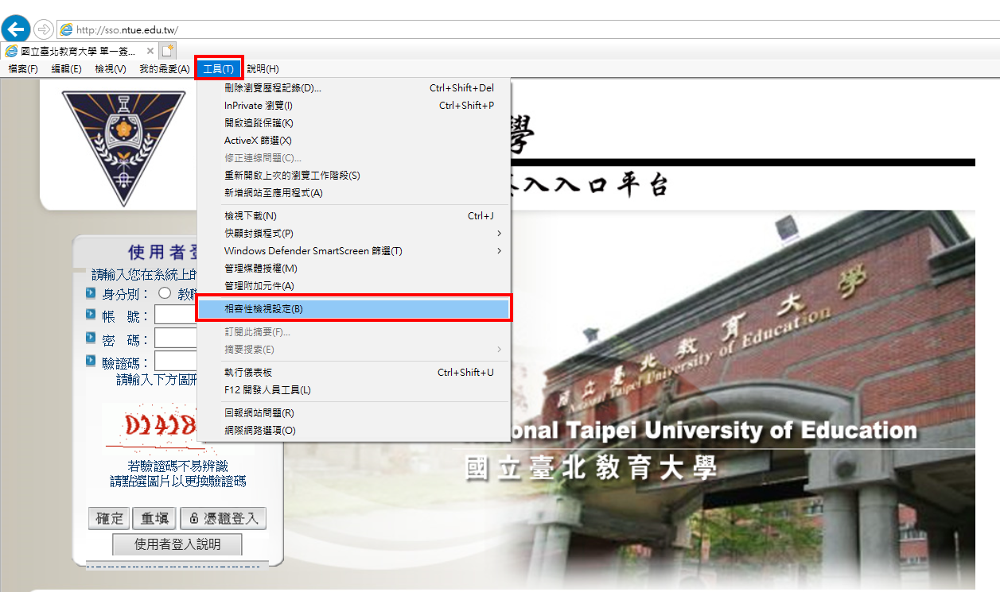 http://sso.ntue.edu.tw/
國立臺北教育大學 單一簽...
檔案(F) 編輯(E) 檢視(V) 我的最愛(A) 工具(T) 說明(H)
刪除瀏覽歷程記錄(D)... Ctrl+Shift+Del
InPrivate 瀏覽(I) Ctrl+Shift+P
開啟追蹤保護(K)
ActiveX 篩選(X)
修正連線問題(C)...
重新開啟上次的瀏覽工作階段(S)
新增網站至應用程式(A)
檢視下載(N) Ctrl+J
快顯封鎖程式(P)
Windows Defender SmartScreen 篩選(T)
管理媒體授權(M)
管理附加元件(A)
相容性檢視設定(B)
訂閱此摘要(F)...
摘要搜索(E)
執行儀表板 Ctrl+Shift+U
F12 開發人員工具(L)
回報網站問題(R)
網際網路選項(O)
學
入口平台
使用者登
請輸入您在系統上的
身分別： 教職
帳 號：
密 碼：
驗證碼：
請輸入下方圖形
若驗證碼不易辨識
請點選圖片以更換驗證碼
確定 重填 憑證登入
使用者登入說明
國立臺北教育大學
National Taipei University of Education
onal Taipei University of Education
國立臺北教育大學